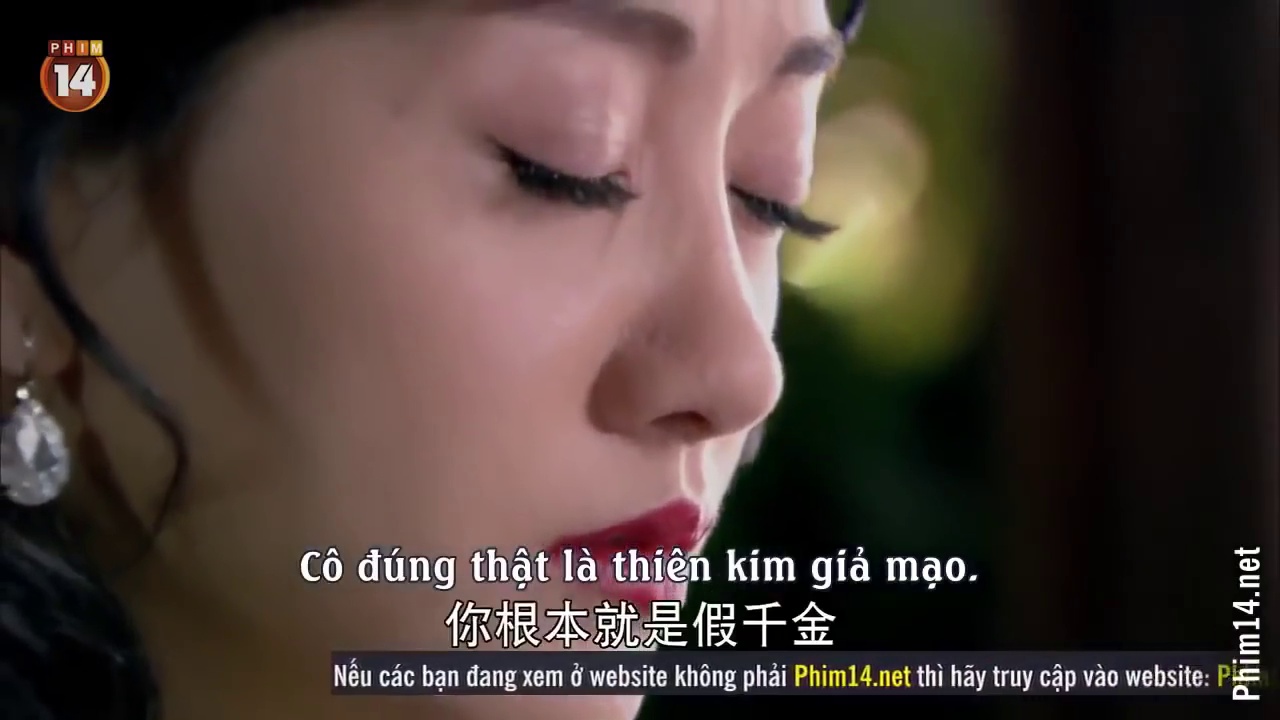 PHIM
14
Cô đúng thật là thiên kim giả mạo.
你根本就是假千金
Nếu các bạn đang xem ở website không phải Phim14.net thì hãy truy cập vào website:
Phim14.net